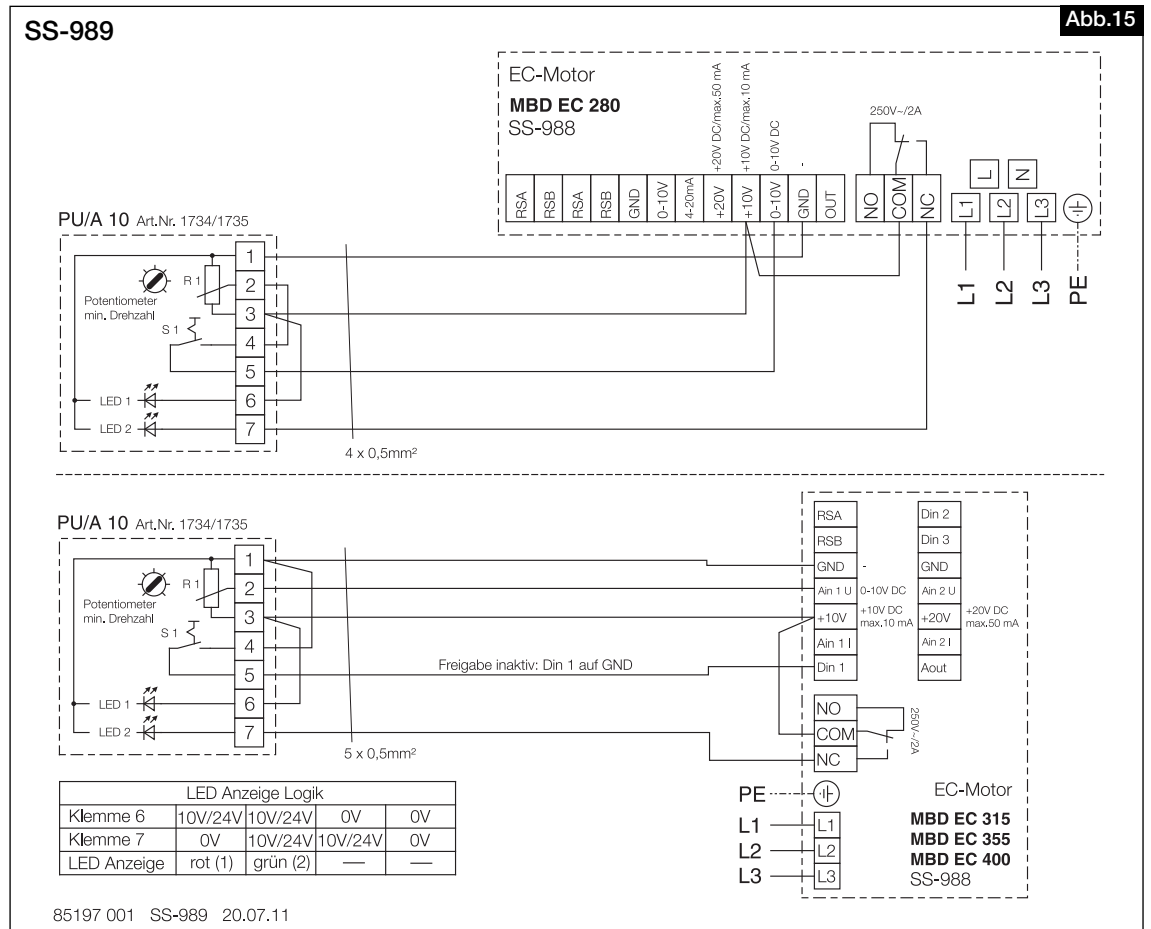 SS-989
Abb.15
EC-Motor
MBD EC 280
SS-988
+20V DC/max.50 mA
+10V DC/max.10 mA
0-10V DC
-
250V~/2A
RSA
RSB
RSA
RSB
GND
0-10V
4-20mA
+20V
+10V
0-10V
GND
OUT
NO
COM
NC
L
N
L1
L2
L3
L1
L2
L3
PE
PU/A 10 Art.Nr. 1734/1735
Potentiometer
min. Drehzahl
R 1
S 1
LED 1
LED 2
1
2
3
4
5
6
7
4 x 0,5mm²
PU/A 10 Art.Nr. 1734/1735
Potentiometer
min. Drehzahl
R 1
S 1
LED 1
LED 2
1
2
3
4
5
6
7
5 x 0,5mm²
Freigabe inaktiv: Din 1 auf GND
RSA
RSB
GND -
Ain 1 U 0-10V DC
+10V +10V DC
max.10 mA
Ain 1 I
Din 1
Din 2
Din 3
GND
Ain 2 U
+20V +20V DC
max.50 mA
Ain 2 I
Aout
NO
COM
NC
250V~/2A
PE
L1 L1
L2 L2
L3 L3
EC-Motor
MBD EC 315
MBD EC 355
MBD EC 400
SS-988
LED Anzeige Logik
Klemme 6 10V/24V 10V/24V 0V 0V
Klemme 7 0V 10V/24V 10V/24V 0V
LED Anzeige rot (1) grün (2) — —
85197 001 SS-989 20.07.11